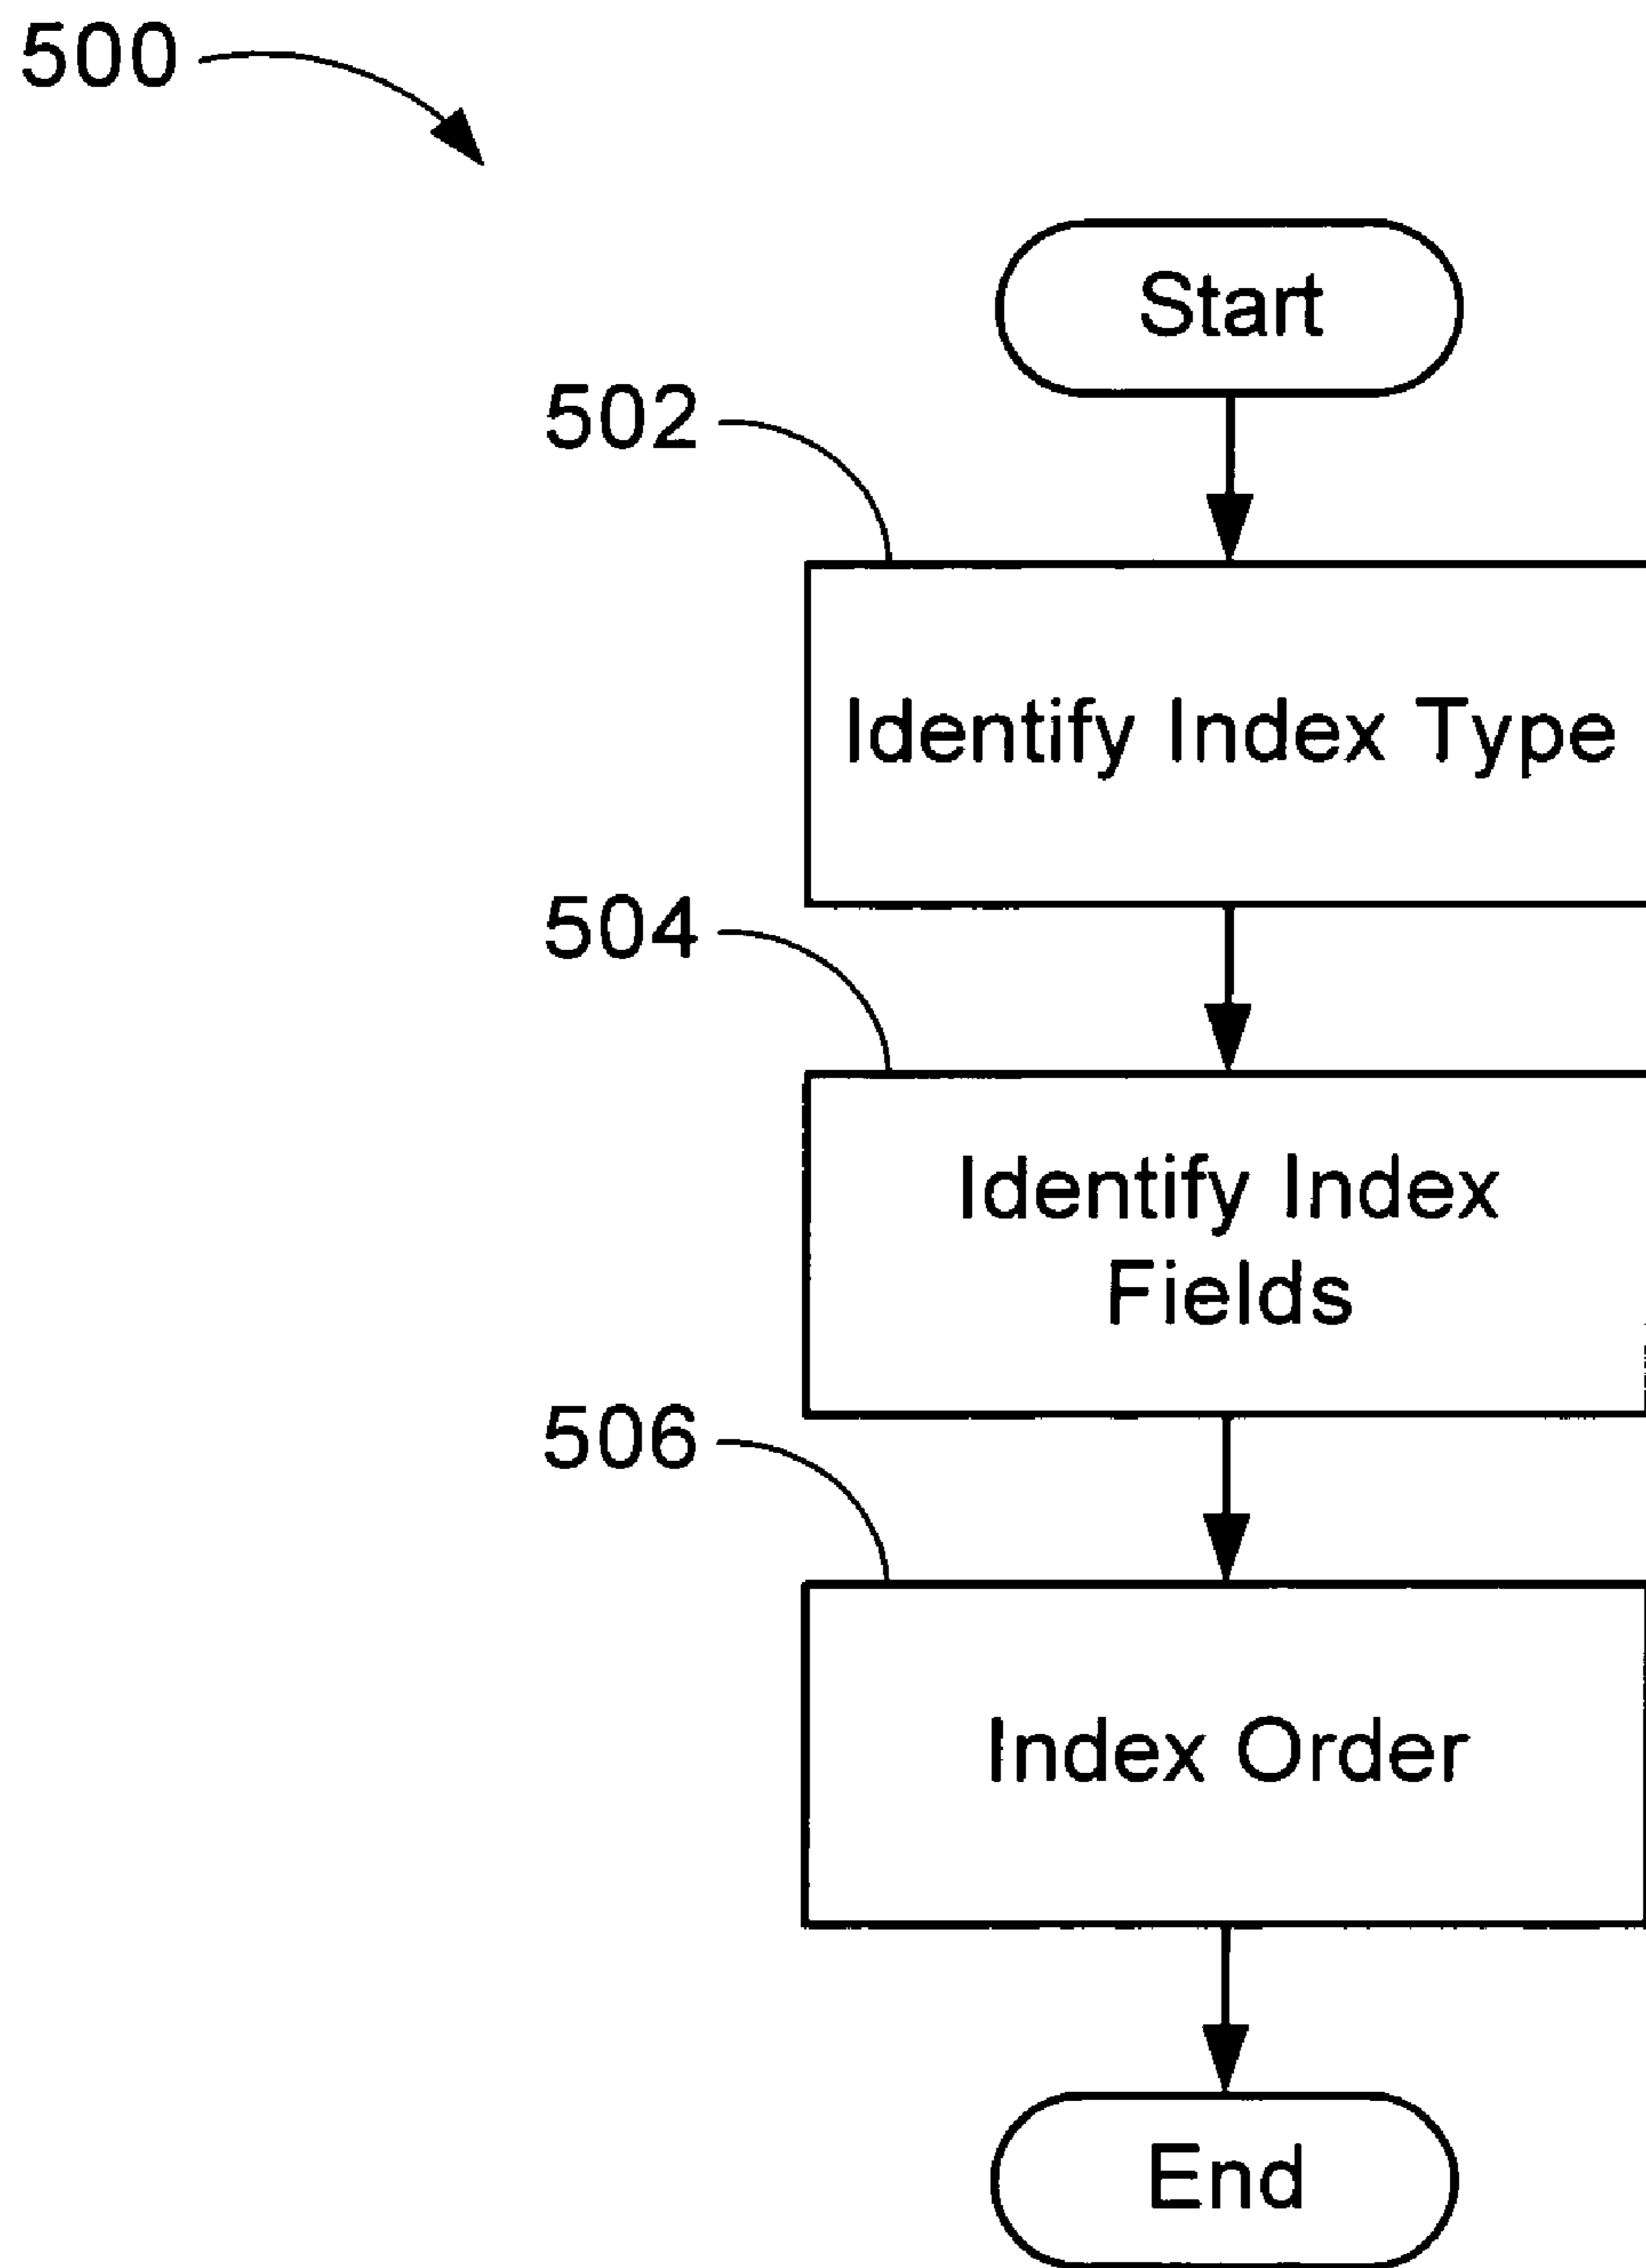 500
Start
502
Identify Index Type
504
Identify Index
Fields
506
Index Order
End